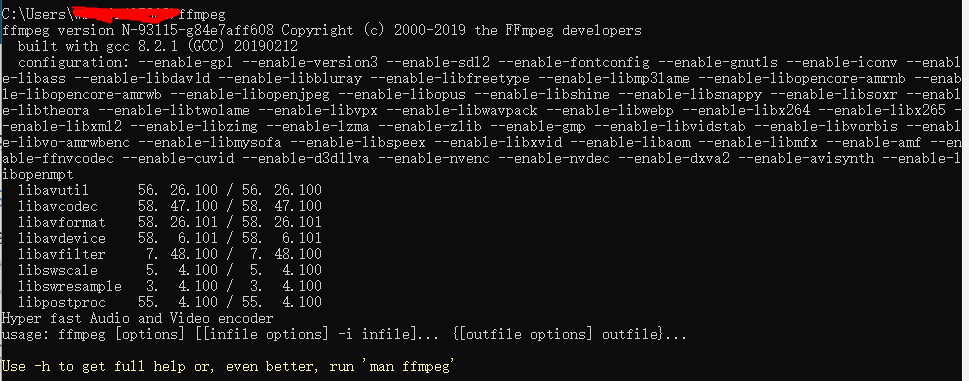 C:\Users\ ffmpeg
ffmpeg version N-93115-g84e7aff608 Copyright (c) 2000-2019 the FFmpeg developers
built with gcc 8.2.1 (GCC) 20190212
configuration: --enable-gpl --enable-version3 --enable-sdl2 --enable-fontconfig --enable-gnutls --enable-iconv --enabl
e-libass --enable-libdav1d --enable-libbluray --enable-libfreetype --enable-libmp3lame --enable-libopencore-amrnb --enab
le-libopencore-amrwb --enable-libopenjpeg --enable-libopus --enable-libshine --enable-libsnappy --enable-libsoxr --enabl
e-libtheora --enable-libtwolame --enable-libvpx --enable-libwavpack --enable-libwebp --enable-libx264 --enable-libx265 -
-enable-libxml2 --enable-libzimg --enable-lzma --enable-zlib --enable-gmp --enable-libvidstab --enable-libvorbis --enabl
e-libvo-amrwbenc --enable-libmysofa --enable-libspeex --enable-libxvid --enable-libaom --enable-libmfx --enable-amf --en
able-ffnvcodec --enable-cuvid --enable-d3d11va --enable-nvenc --enable-nvdec --enable-dxva2 --enable-avisynth --enable-l
ibopenmpt
libavutil      56. 26.100 / 56. 26.100
libavcodec     58. 47.100 / 58. 47.100
libavformat    58. 26.101 / 58. 26.101
libavdevice    58.  6.101 / 58.  6.101
libavfilter     7. 48.100 /  7. 48.100
libswscale      5.  4.100 /  5.  4.100
libswresample   3.  4.100 /  3.  4.100
libpostproc    55.  4.100 / 55.  4.100
Hyper fast Audio and Video encoder
usage: ffmpeg [options] [[infile options] -i infile]... {[outfile options] outfile}...
Use -h to get full help or, even better, run 'man ffmpeg'